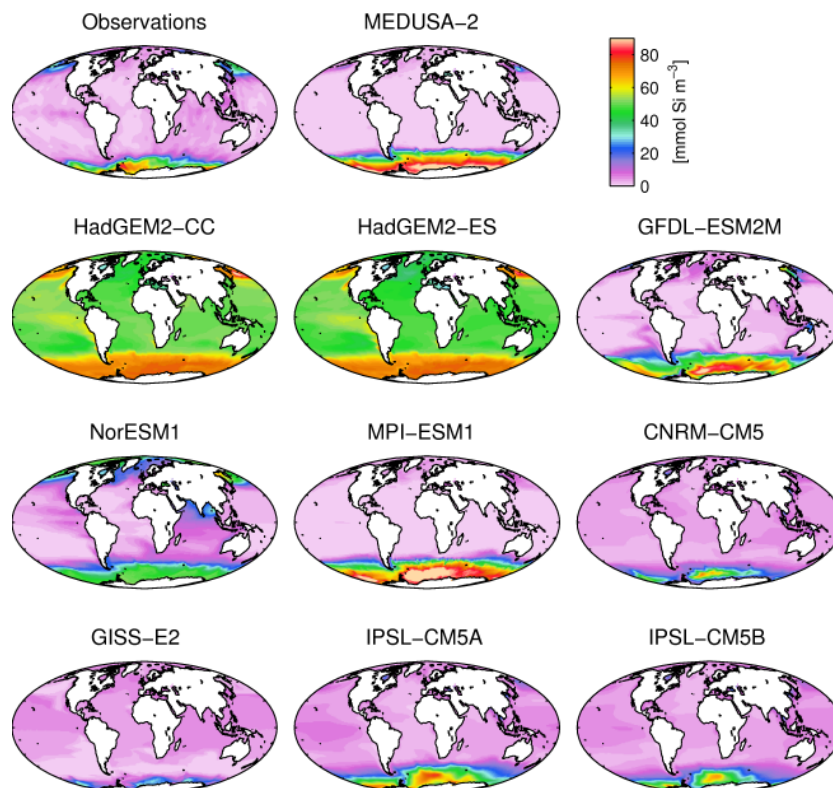 Observations
MEDUSA−2
80
60
40
20
0
[mmol Si m−3]
HadGEM2−CC
HadGEM2−ES
GFDL−ESM2M
NorESM1
MPI−ESM1
CNRM−CM5
GISS−E2
IPSL−CM5A
IPSL−CM5B